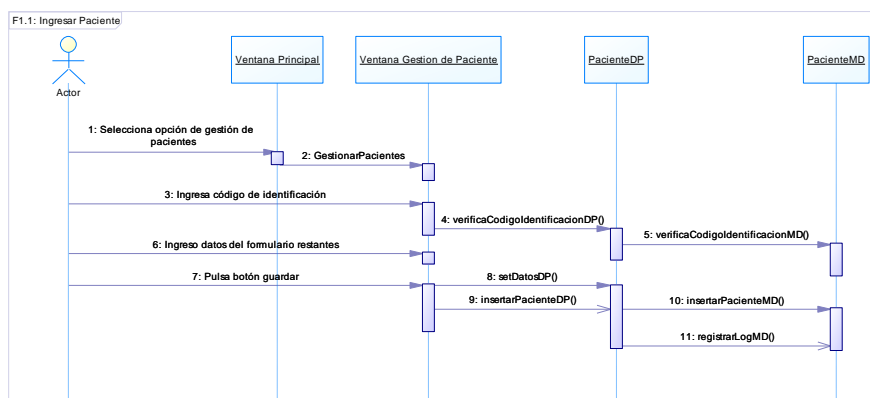 F1.1: Ingresar Paciente
Ventana Principal
Ventana Gestion de Paciente
PacienteDP
PacienteMD
Actor
1: Selecciona opción de gestión de
pacientes
2: GestionarPacientes
3: Ingresa código de identificación
4: verificaCodigoIdentificacionDP()
5: verificaCodigoIdentificacionMD()
6: Ingreso datos del formulario restantes
7: Pulsa botón guardar
8: setDatosDP()
9: insertarPacienteDP()
10: insertarPacienteMD()
11: registrarLogMD()